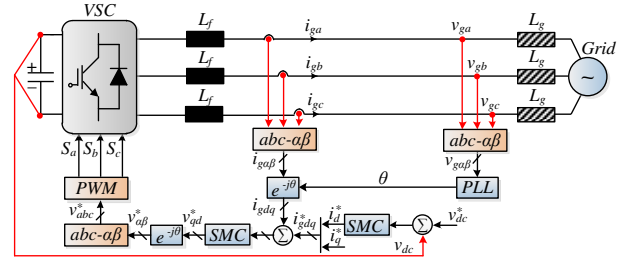 VSC
L_f i_ga v_ga L_g Grid
L_f i_gb v_gb L_g
~
L_f i_gc v_gc L_g
+
−
abc-αβ abc-αβ
S_a S_b S_c
i_gαβ v_gαβ
PWM e^-jθ θ PLL
v*_abc v*_αβ v*_qd i_gdq i*_gdq i*_d v*_dc
abc-αβ e^-jθ SMC Σ SMC Σ
i*_q v_dc